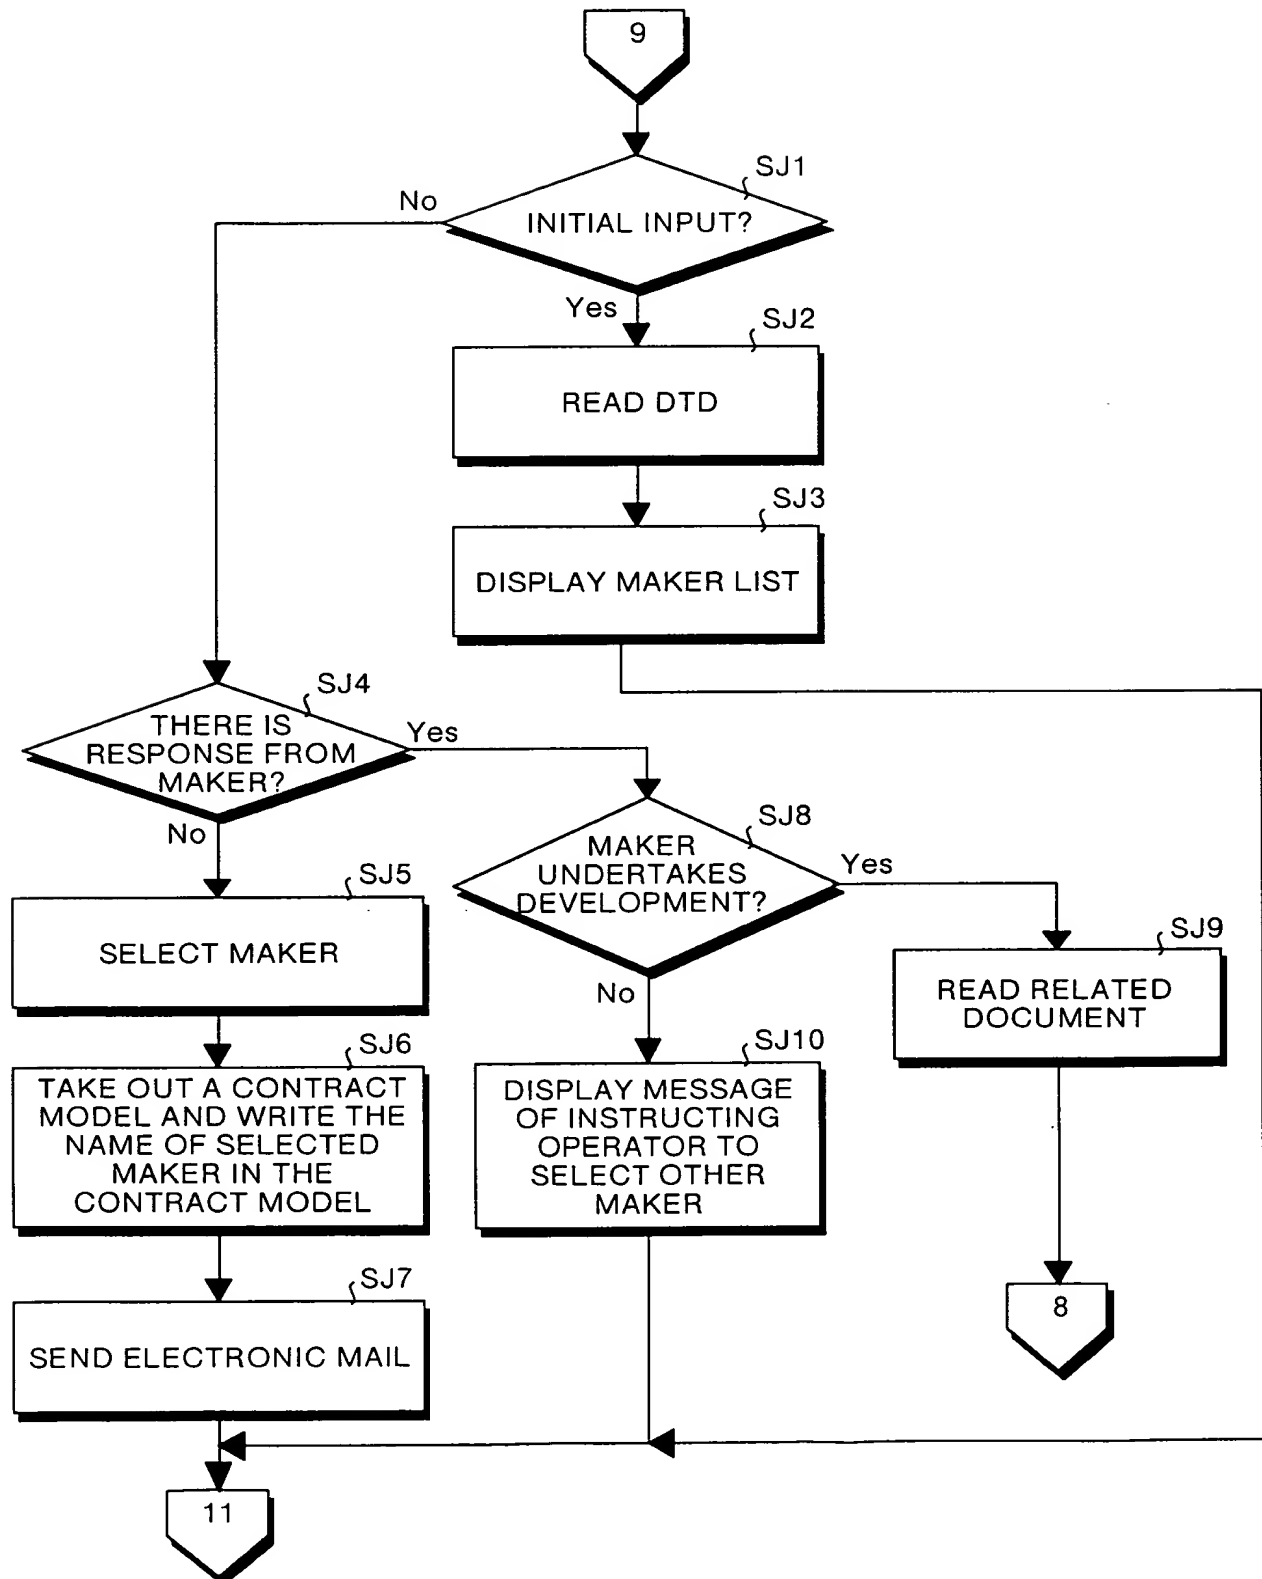 9
SJ1
No
INITIAL INPUT?
Yes
SJ2
READ DTD
SJ3
DISPLAY MAKER LIST
SJ4
THERE IS
RESPONSE FROM
MAKER?
Yes
No
SJ8
MAKER
UNDERTAKES
DEVELOPMENT?
Yes
No
SJ5
SELECT MAKER
SJ9
READ RELATED
DOCUMENT
SJ6
TAKE OUT A CONTRACT
MODEL AND WRITE THE
NAME OF SELECTED
MAKER IN THE
CONTRACT MODEL
SJ10
DISPLAY MESSAGE
OF INSTRUCTING
OPERATOR TO
SELECT OTHER
MAKER
SJ7
SEND ELECTRONIC MAIL
8
11